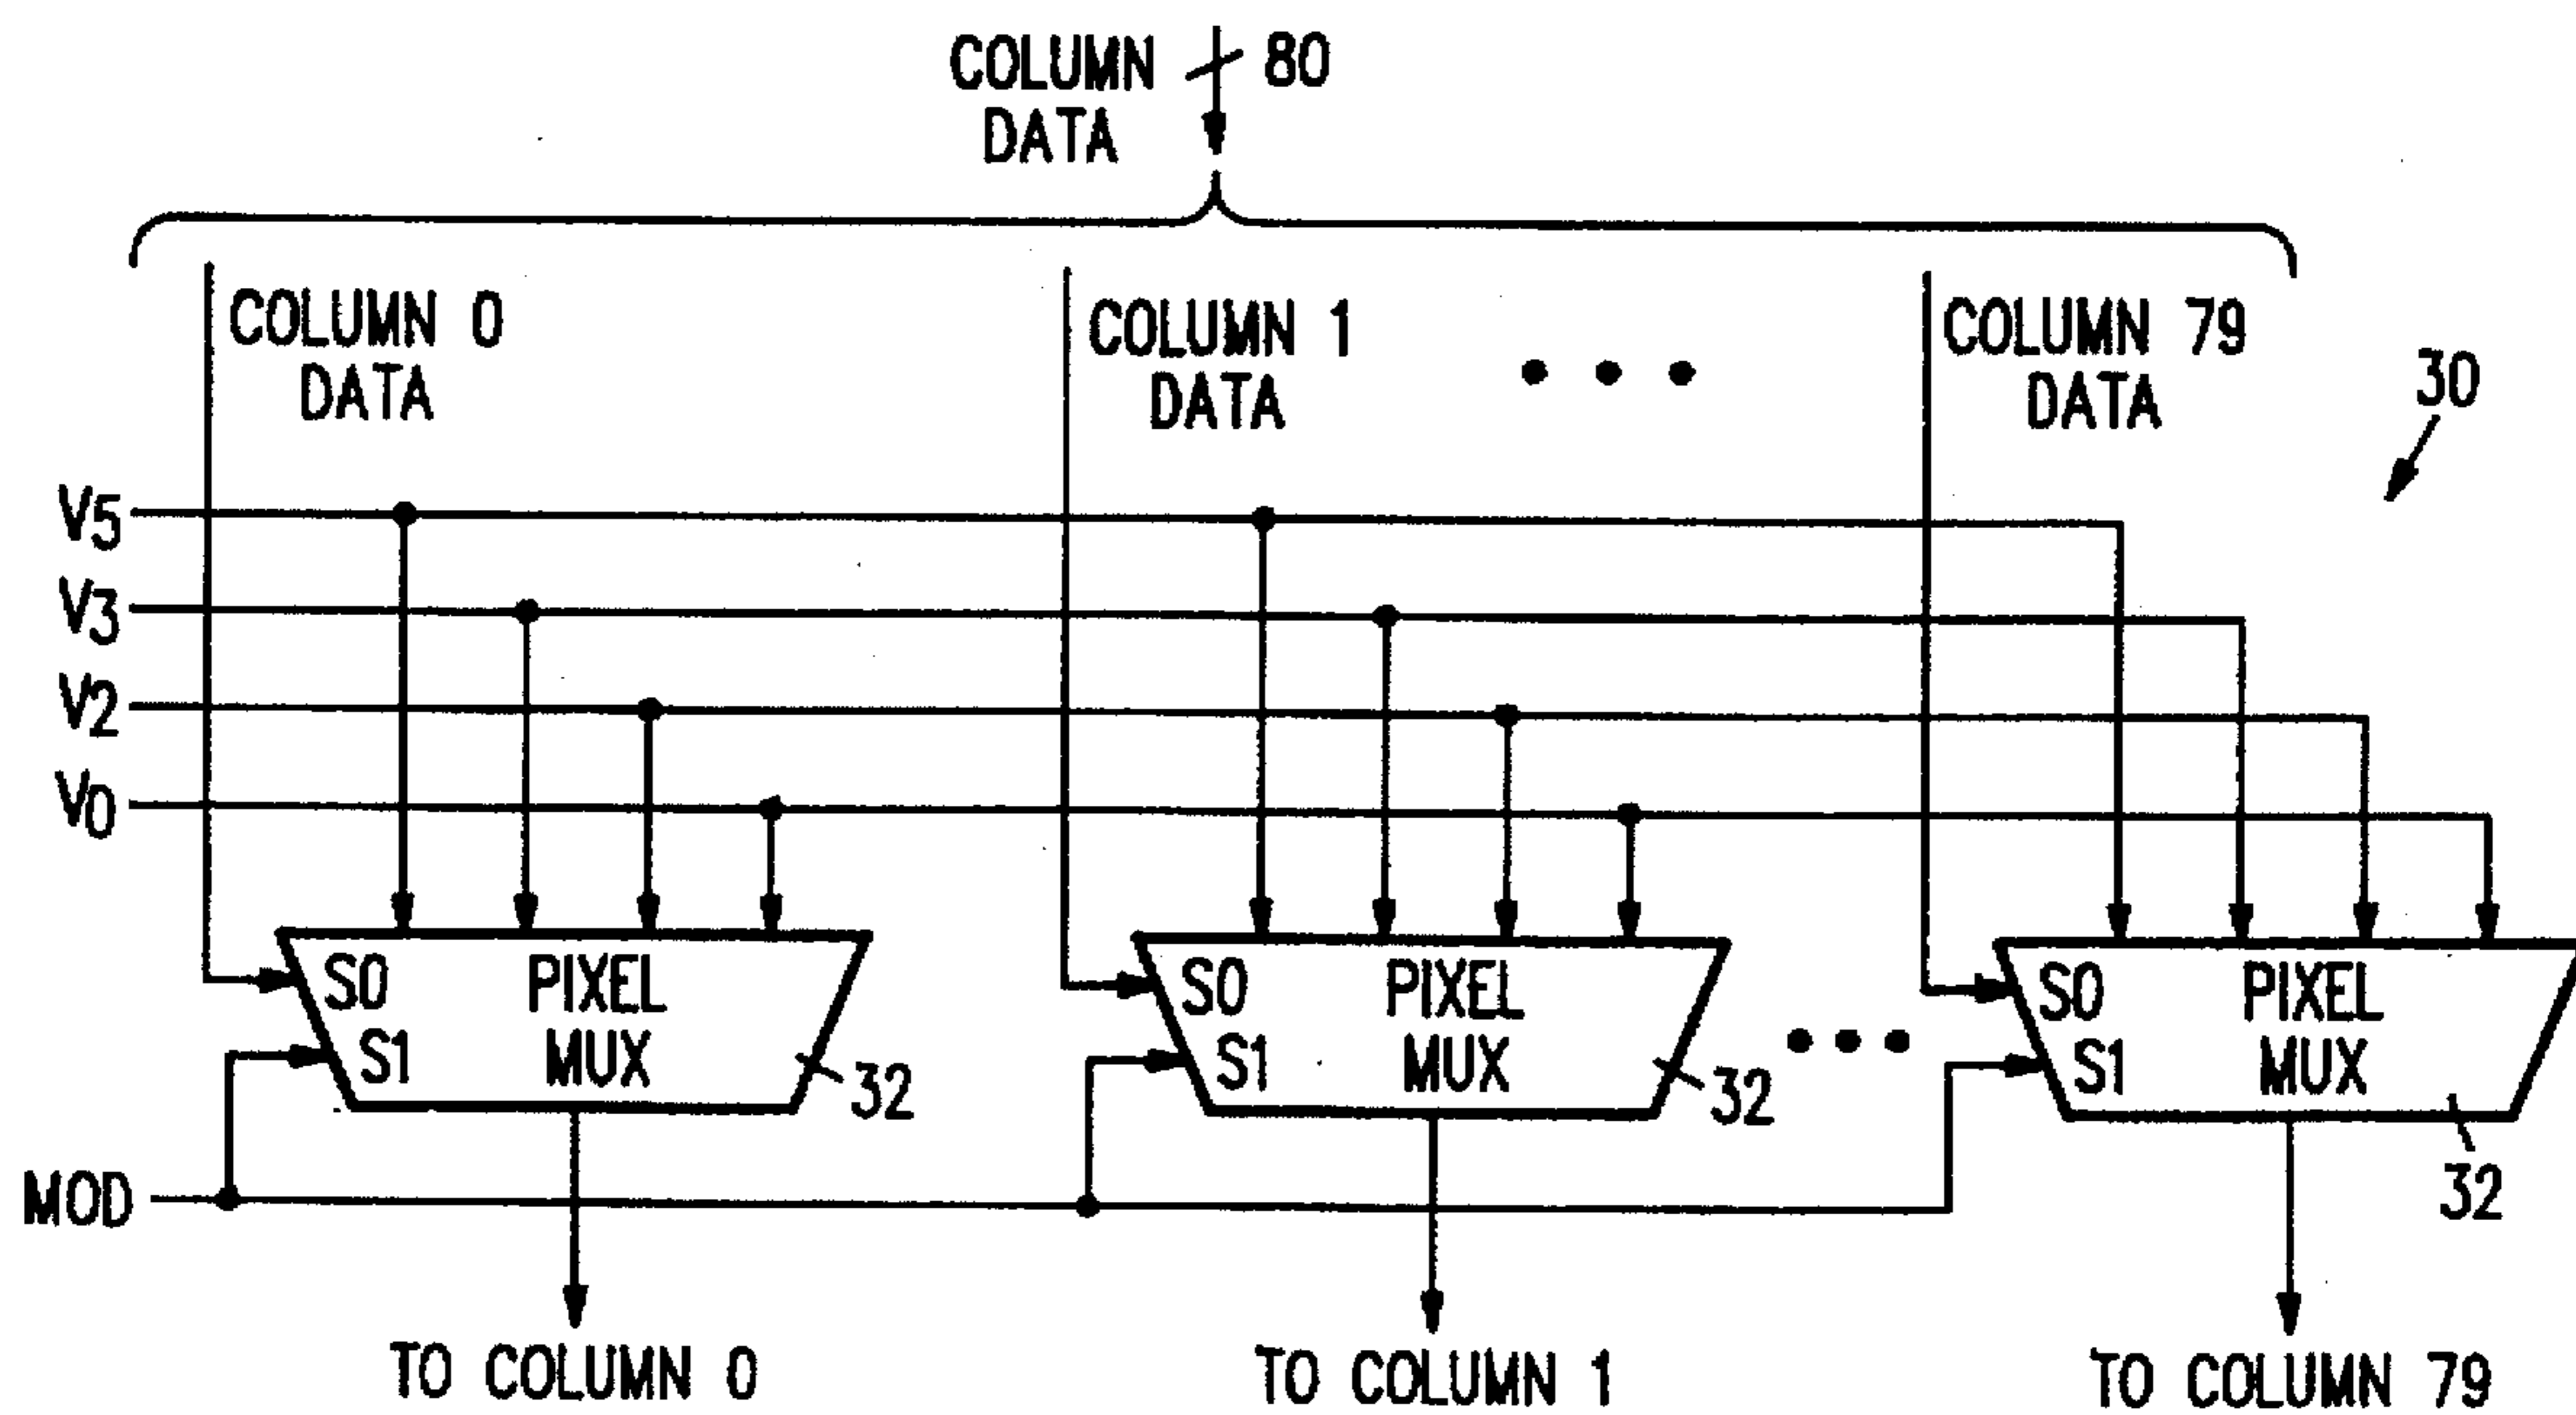 COLUMN DATA 80
COLUMN 0 DATA
COLUMN 1 DATA
COLUMN 79 DATA
30
V5
V3
V2
V0
S0 PIXEL MUX S1
32
S0 PIXEL MUX S1
32
S0 PIXEL MUX S1
32
MOD
TO COLUMN 0
TO COLUMN 1
TO COLUMN 79